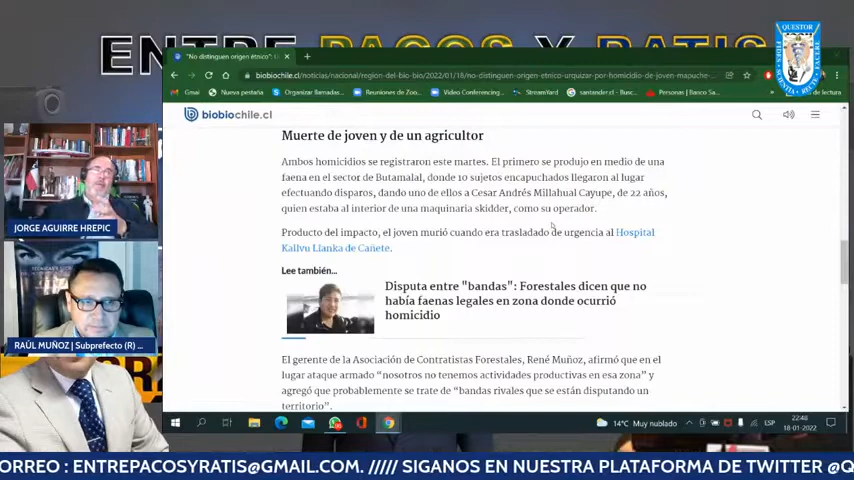 ENTRE PACOS Y RATIS
QUESTOR
"No distinguen origen étnico":
biobiochile.cl/noticias/nacional/region-del-bio-bio/2022/01/18/no-distinguen-origen-etnico-urquizar-por-homicidio-de-joven-mapuche-...
Gmai
Nueva pestaña
Organizar llamadas...
Reuniones de Zoo...
Video Conferencing...
StreamYard
santander.cl - Busc...
Personas | Banco Sa...
de lectura
biobiochile.cl
Muerte de joven y de un agricultor
Ambos homicidios se registraron este martes. El primero se produjo en medio de una
faena en el sector de Butamalal, donde 10 sujetos encapuchados llegaron al lugar
efectuando disparos, dando uno de ellos a Cesar Andrés Millahual Cayupe, de 22 años,
quien estaba al interior de una maquinaria skidder, como su operador.
Producto del impacto, el joven murió cuando era trasladado de urgencia al Hospital
Kallvu Llanka de Cañete.
Lee también...
Disputa entre "bandas": Forestales dicen que no
había faenas legales en zona donde ocurrió
homicidio
El gerente de la Asociación de Contratistas Forestales, René Muñoz, afirmó que en el
lugar ataque armado “nosotros no tenemos actividades productivas en esa zona” y
agregó que probablemente se trate de “bandas rivales que se están disputando un
territorio”.
JORGE AGUIRRE HREPIC
RAÚL MUÑOZ | Subprefecto (R) ...
14°C Muy nublado
ESP
22:48
18-01-2022
ORREO : ENTREPACOSYRATIS@GMAIL.COM. ///// SIGANOS EN NUESTRA PLATAFORMA DE TWITTER @Q